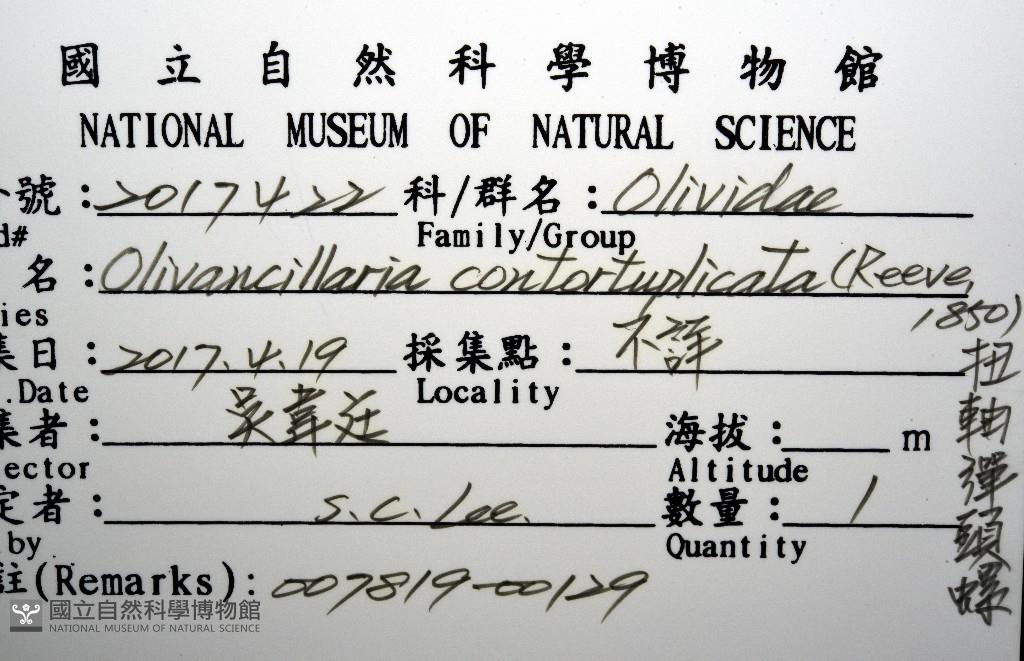 國立自然科學博物館
NATIONAL MUSEUM OF NATURAL SCIENCE
號：2017.4.22 科/群名：Olividae
d# Family/Group
名：Olivancillaria contortuplicata (Reeve, 1850)
ies
集日：2017.4.19 採集點：不詳
.Date Locality
集者：吳韋廷 海拔： m
ector Altitude
定者：S.C.Lee. 數量：1
by Quantity
註(Remarks):007819-00129
扭軸彈頭螺
國立自然科學博物館
NATIONAL MUSEUM OF NATURAL SCIENCE